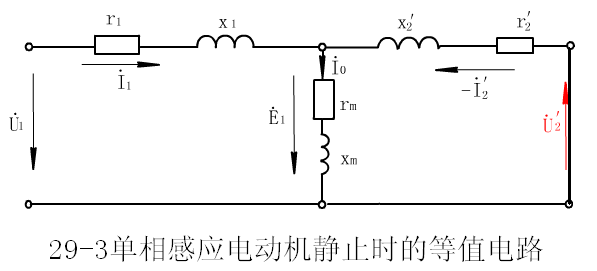 r₁ x₁ x₂′ r₂′
İ₁ İ₀ -İ₂′
U̇₁ Ė₁ rₘ U̇₂′
xₘ
29-3单相感应电动机静止时的等值电路